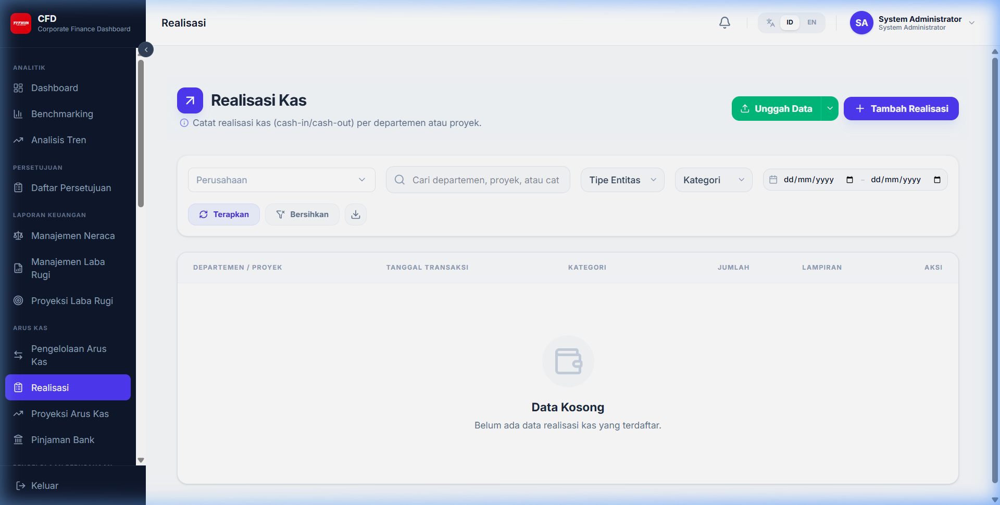 TITHIN
CFD
Corporate Finance Dashboard
Realisasi
ID
EN
SA
System Administrator
System Administrator
ANALITIK
Dashboard
Benchmarking
Analisis Tren
PERSETUJUAN
Daftar Persetujuan
LAPORAN KEUANGAN
Manajemen Neraca
Manajemen Laba
Rugi
Proyeksi Laba Rugi
ARUS KAS
Pengelolaan Arus
Kas
Realisasi
Proyeksi Arus Kas
Pinjaman Bank
Keluar
Realisasi Kas
Catat realisasi kas (cash-in/cash-out) per departemen atau proyek.
Unggah Data
Tambah Realisasi
Perusahaan
Cari departemen, proyek, atau cat
Tipe Entitas
Kategori
dd/mm/yyyy
– dd/mm/yyyy
Terapkan
Bersihkan
DEPARTEMEN / PROYEK
TANGGAL TRANSAKSI
KATEGORI
JUMLAH
LAMPIRAN
AKSI
Data Kosong
Belum ada data realisasi kas yang terdaftar.